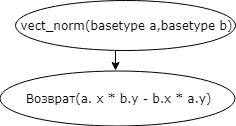 vect_norm(basetype a,basetype b)
Возврат(a. x * b.y - b.x * a.y)